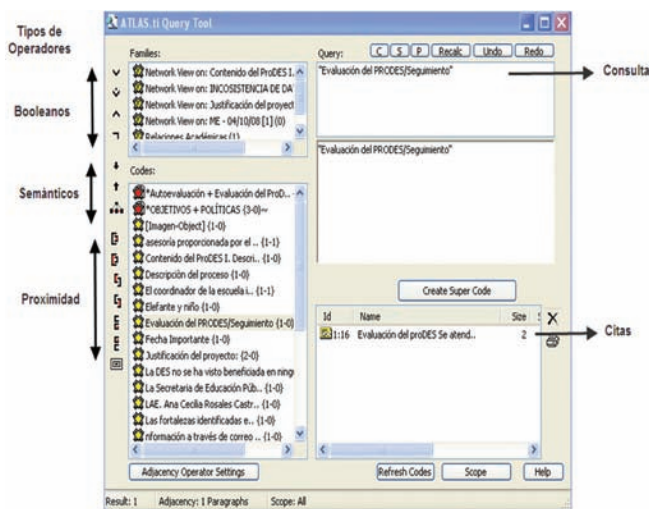 ATLAS.ti Query Tool
Tipos de
Operadores
Booleanos
Semànticos
Proximidad
Families:
Network View on: Contenido del ProDES I.
Network View on: INCOSISTENCIA DE DA
Network View on: Justificación del proyect
Network View on: ME - 04/10/08 [1] (0)
Relaciones Académicas (1)
Codes:
*Autoevaluación + Evaluación del ProD..
*OBJETIVOS + POLÍTICAS {3-0}~
[Imagen-Object] {1-0}
asesoría proporcionada por el .. {1-1}
Contenido del ProDES I. Descri.. {1-0}
Descripción del proceso {1-0}
El coordinador de la escuela i.. {1-1}
Elefante y niño {1-0}
Evaluación del PRODES/Seguimiento {1-0}
Fecha Importante {1-0}
Justificación del proyecto: {2-0}
La DES no se ha visto beneficiada en ningu
La Secretaria de Educación Púb.. {1-0}
LAE. Ana Cecilia Rosales Castr.. {1-0}
Las fortalezas identificadas e.. {1-0}
nformación a través de correo .. {1-0}
Adjacency Operator Settings
Query:
C S P Recalc Undo Redo
"Evaluación del PRODES/Seguimiento"
"Evaluación del PRODES/Seguimiento"
Create Super Code
Id Name Size S
1:16 Evaluación del proDES Se atend.. 2
Refresh Codes Scope Help
Consulta
Citas
Result: 1 Adjacency: 1 Paragraphs Scope: All